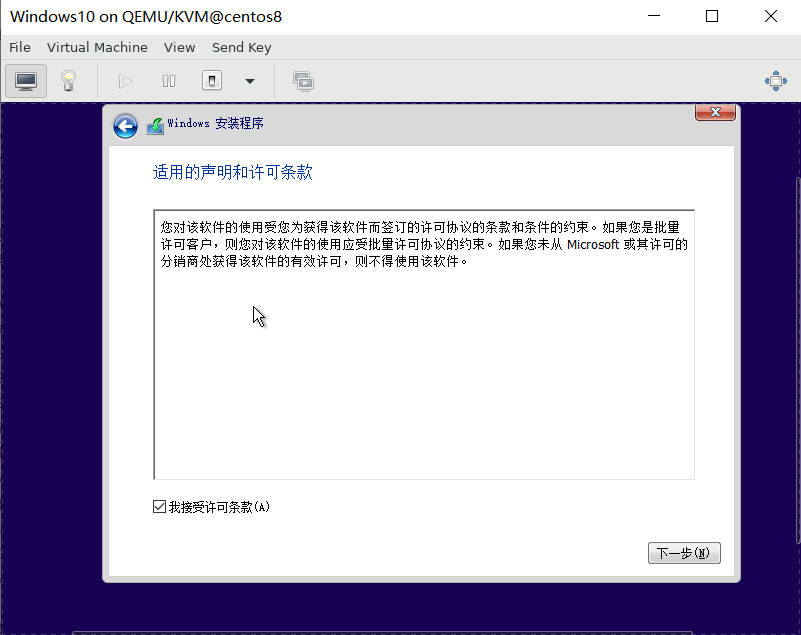 Windows10 on QEMU/KVM@centos8
File Virtual Machine View Send Key
Windows 安装程序
适用的声明和许可条款
您对该软件的使用受您为获得该软件而签订的许可协议的条款和条件的约束。如果您是批量
许可客户，则您对该软件的使用应受批量许可协议的约束。如果您未从 Microsoft 或其许可的
分销商处获得该软件的有效许可，则不得使用该软件。
我接受许可条款(A)
下一步(N)